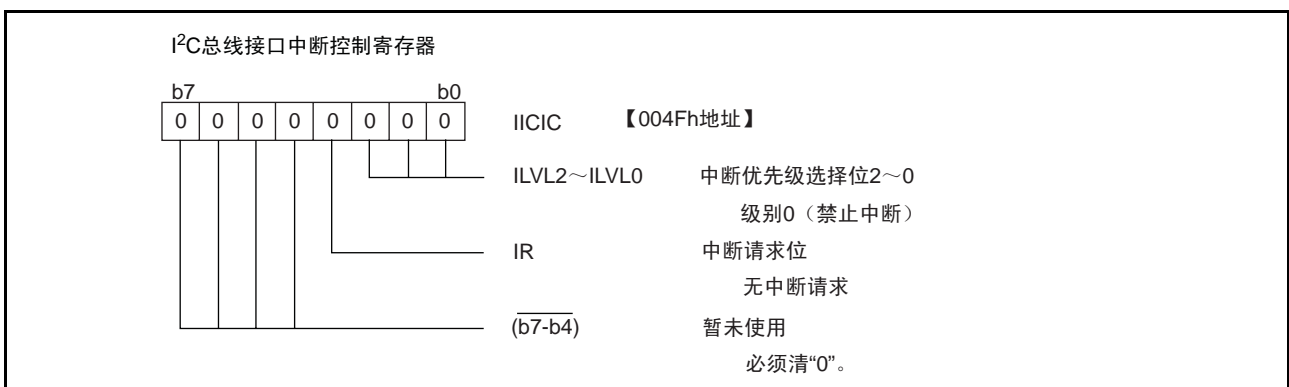 I²C总线接口中断控制寄存器
b7 b0
0 0 0 0 0 0 0 0 IICIC 【004Fh地址】
ILVL2～ILVL0 中断优先级选择位2～0
级别0（禁止中断）
IR 中断请求位
无中断请求
(b7-b4) 暂未使用
必须清“0”。